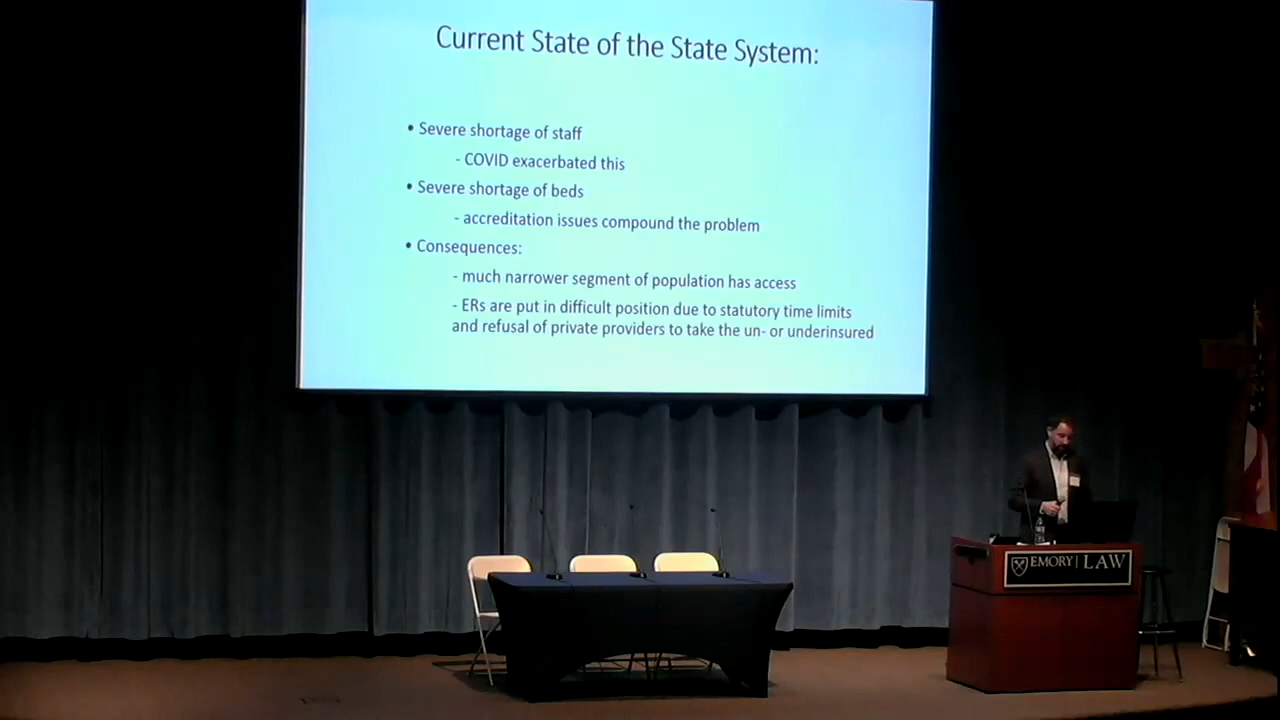 Current State of the State System:
• Severe shortage of staff
- COVID exacerbated this
• Severe shortage of beds
- accreditation issues compound the problem
• Consequences:
- much narrower segment of population has access
- ERs are put in difficult position due to statutory time limits
and refusal of private providers to take the un- or underinsured
EMORY | LAW